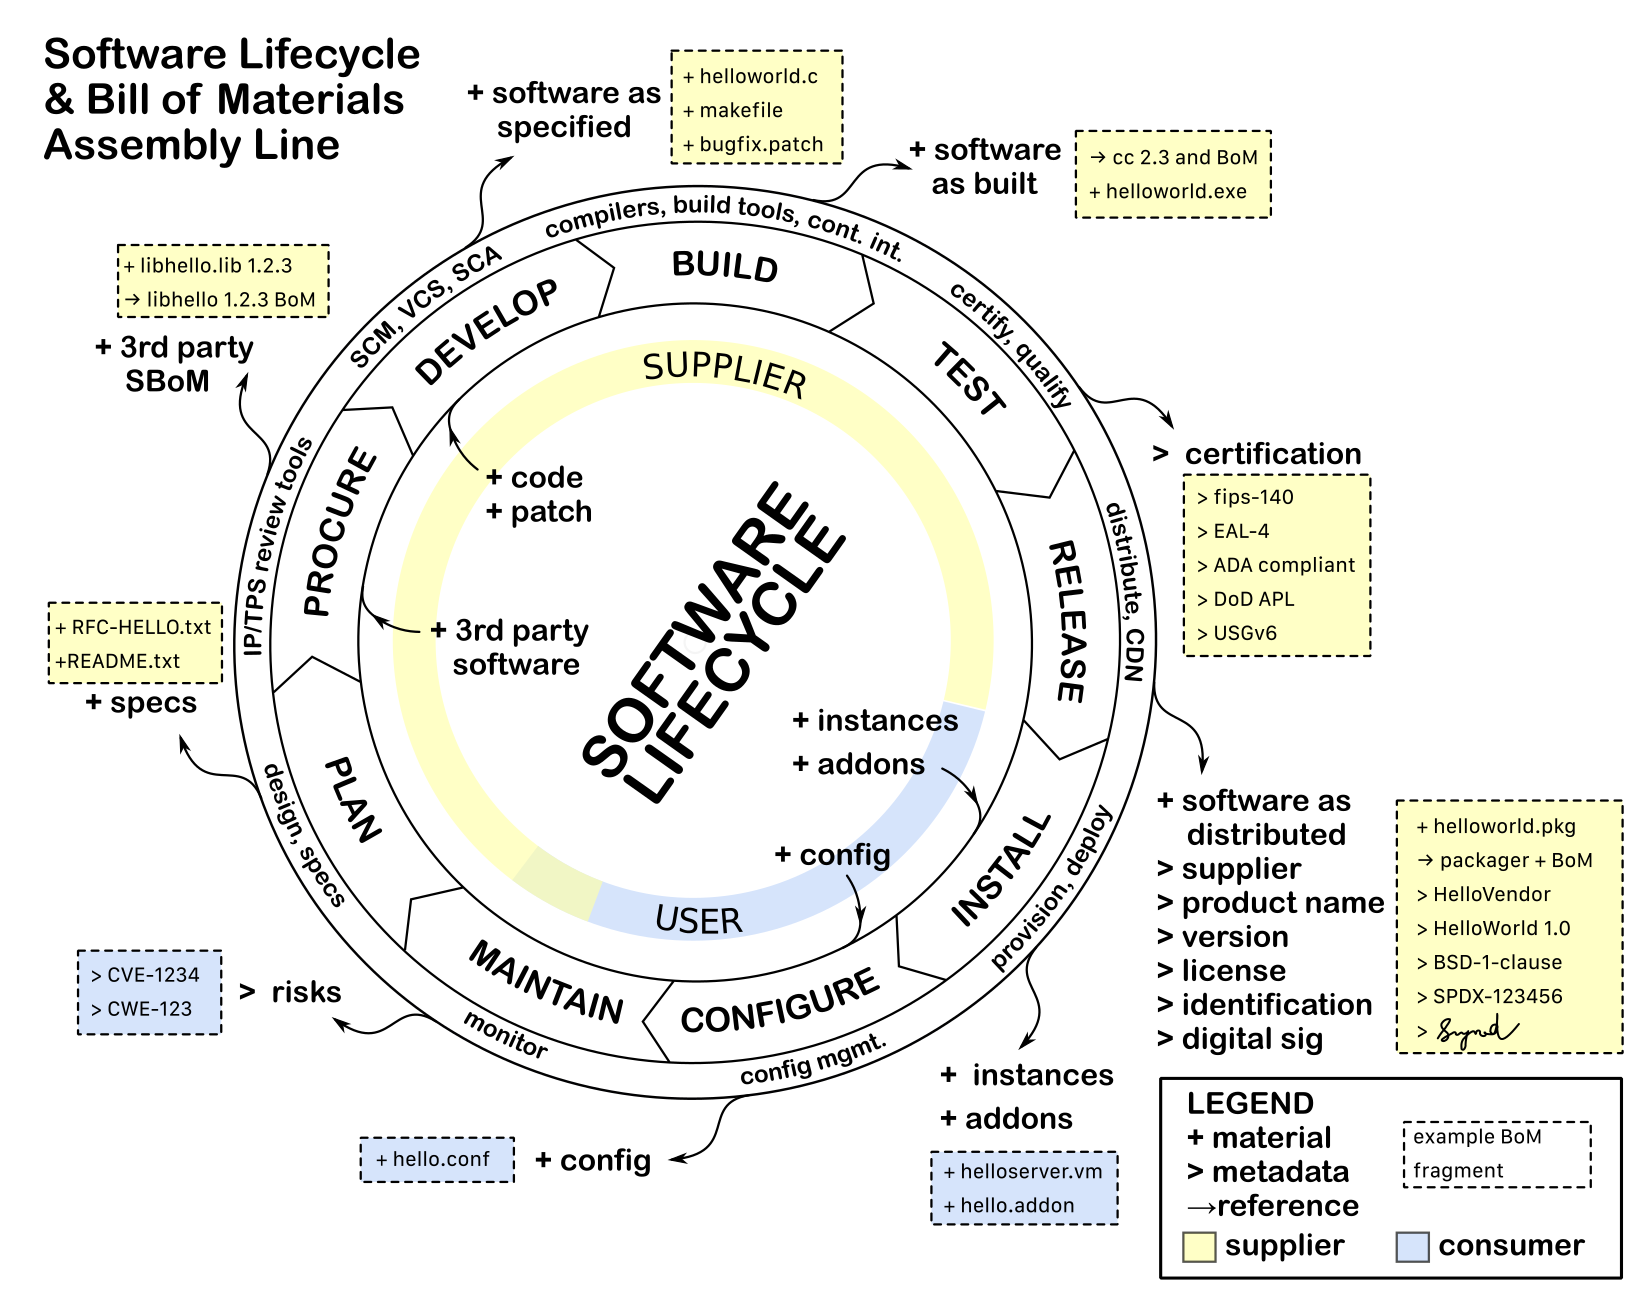 Software Lifecycle
& Bill of Materials
Assembly Line
+ software as
specified
+ helloworld.c
+ makefile
+ bugfix.patch
+ software
as built
→ cc 2.3 and BoM
+ helloworld.exe
+ libhello.lib 1.2.3
→ libhello 1.2.3 BoM
+ 3rd party
SBoM
SCM, VCS, SCA
compilers, build tools, cont. int.
certify, qualify
distribute, CDN
provision, deploy
config mgmt.
monitor
design, specs
IP/TPS review tools
DEVELOP
BUILD
TEST
RELEASE
INSTALL
CONFIGURE
MAINTAIN
PLAN
PROCURE
SUPPLIER
USER
+ code
+ patch
+ 3rd party
software
SOFTWARE
LIFECYCLE
+ instances
+ addons
+ config
> certification
> fips-140
> EAL-4
> ADA compliant
> DoD APL
> USGv6
+ RFC-HELLO.txt
+README.txt
+ specs
+ software as
distributed
> supplier
> product name
> version
> license
> identification
> digital sig
+ helloworld.pkg
→ packager + BoM
> HelloVendor
> HelloWorld 1.0
> BSD-1-clause
> SPDX-123456
> Signed
> CVE-1234
> CWE-123
> risks
+ hello.conf
+ config
+ instances
+ addons
+ helloserver.vm
+ hello.addon
LEGEND
+ material
> metadata
→reference
example BoM
fragment
supplier
consumer